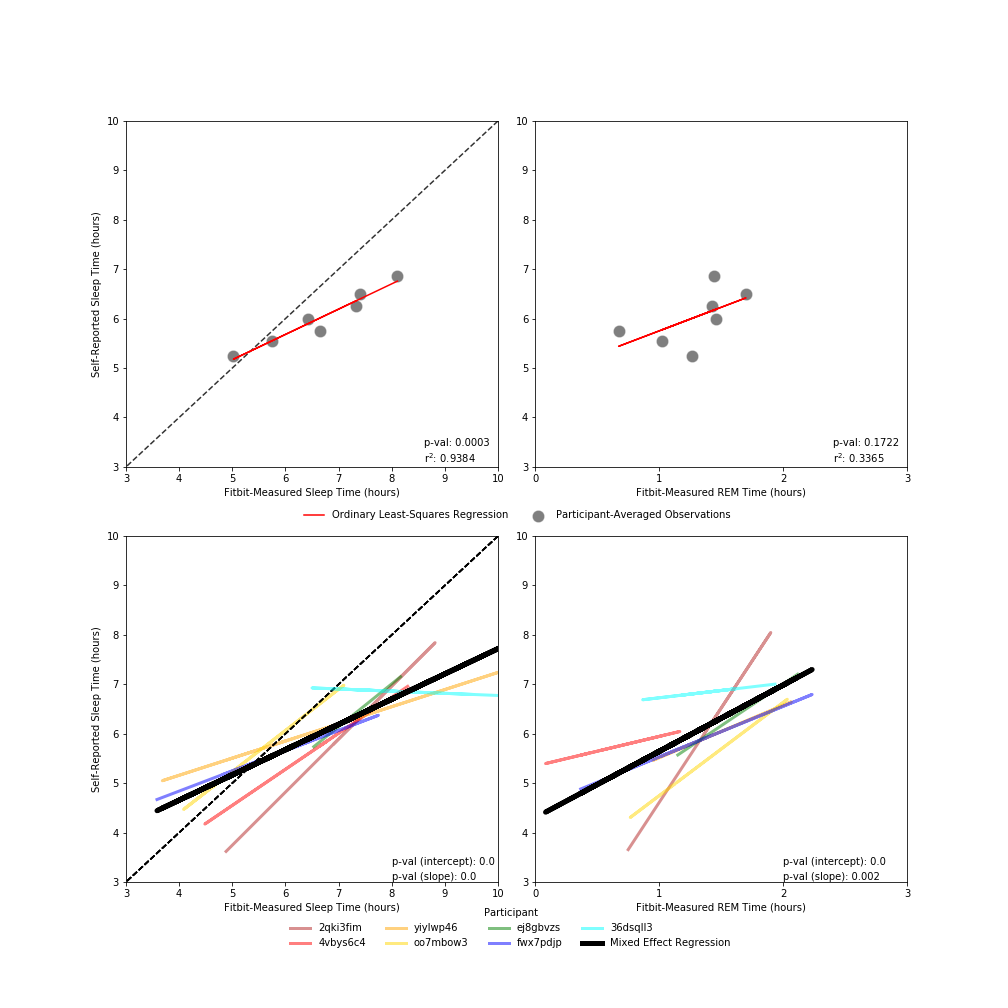 10
9
8
7
6
5
4
3
Self-Reported Sleep Time (hours)
p-val: 0.0003
r²: 0.9384
3 4 5 6 7 8 9 10
Fitbit-Measured Sleep Time (hours)
10
9
8
7
6
5
4
3
p-val: 0.1722
r²: 0.3365
0 1 2 3
Fitbit-Measured REM Time (hours)
Ordinary Least-Squares Regression Participant-Averaged Observations
10
9
8
7
6
5
4
3
Self-Reported Sleep Time (hours)
p-val (intercept): 0.0
p-val (slope): 0.0
3 4 5 6 7 8 9 10
Fitbit-Measured Sleep Time (hours)
10
9
8
7
6
5
4
3
p-val (intercept): 0.0
p-val (slope): 0.002
0 1 2 3
Fitbit-Measured REM Time (hours)
Participant
2qki3fim yiylwp46 ej8gbvzs 36dsqll3
4vbys6c4 oo7mbow3 fwx7pdjp Mixed Effect Regression